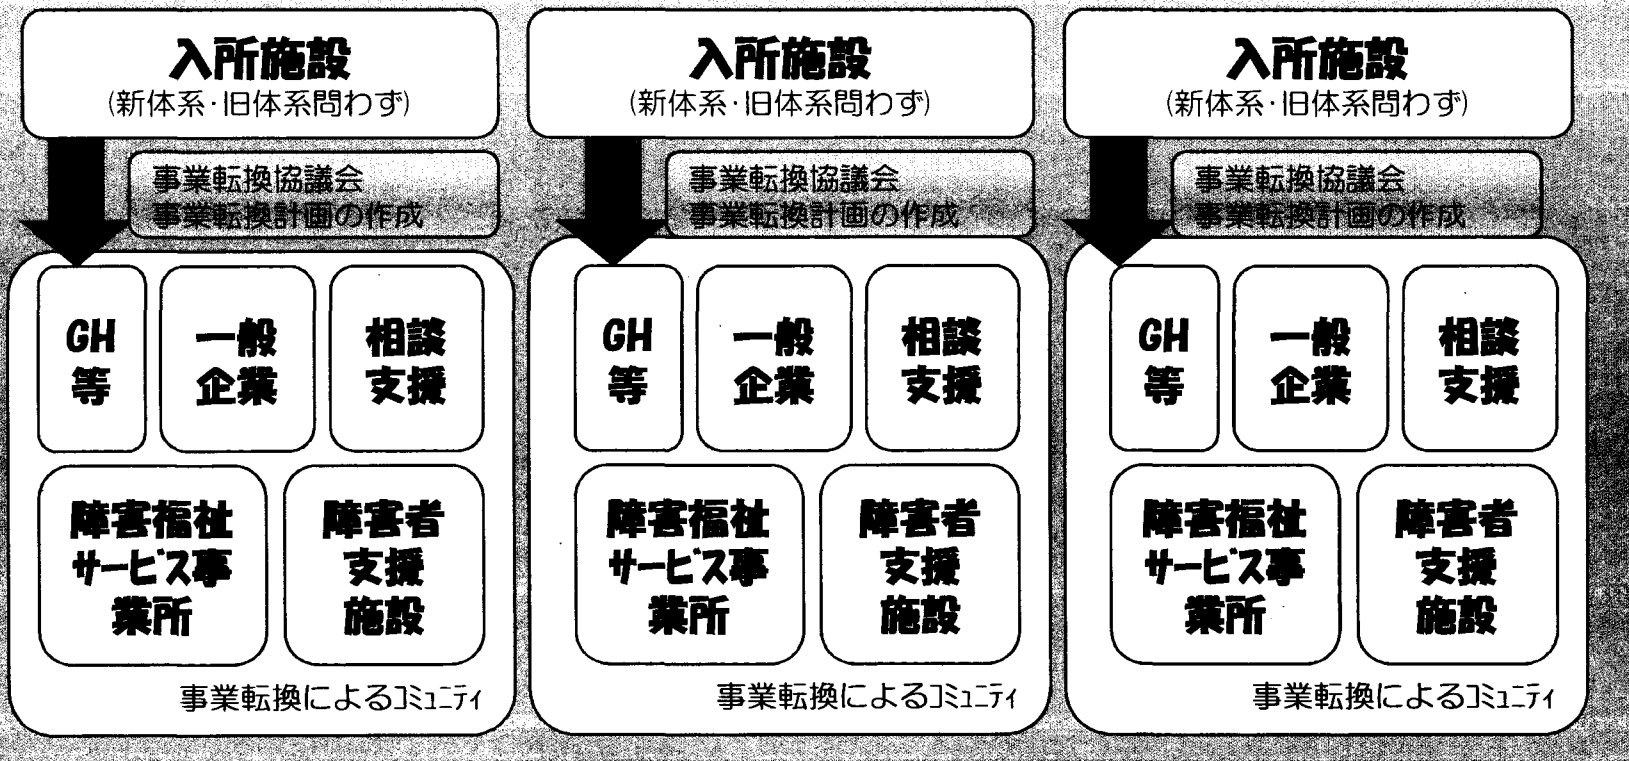 入所施設
(新体系・旧体系問わず)
事業転換協議会
事業転換計画の作成
GH
等
一般
企業
相談
支援
障害福祉
サービス事
業所
障害者
支援
施設
事業転換によるｺﾐｭﾆﾃｨ
入所施設
(新体系・旧体系問わず)
事業転換協議会
事業転換計画の作成
GH
等
一般
企業
相談
支援
障害福祉
サービス事
業所
障害者
支援
施設
事業転換によるｺﾐｭﾆﾃｨ
入所施設
(新体系・旧体系問わず)
事業転換協議会
事業転換計画の作成
GH
等
一般
企業
相談
支援
障害福祉
サービス事
業所
障害者
支援
施設
事業転換によるｺﾐｭﾆﾃｨ